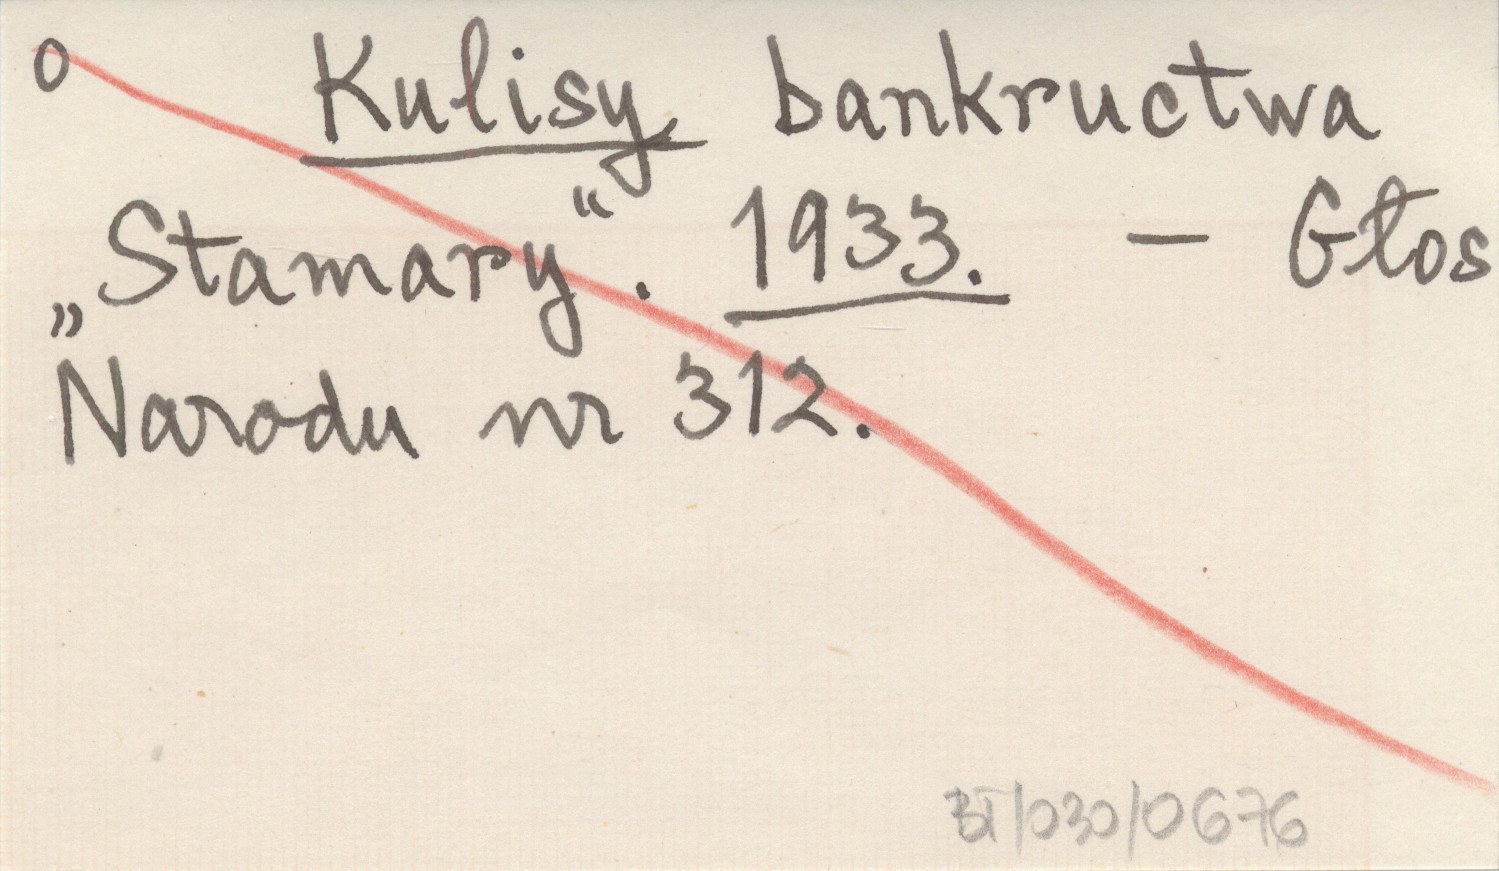 o Kulisy bankructwa
„Stamary“. 1933. — Głos
Narodu nr 312.
BT/030/0676